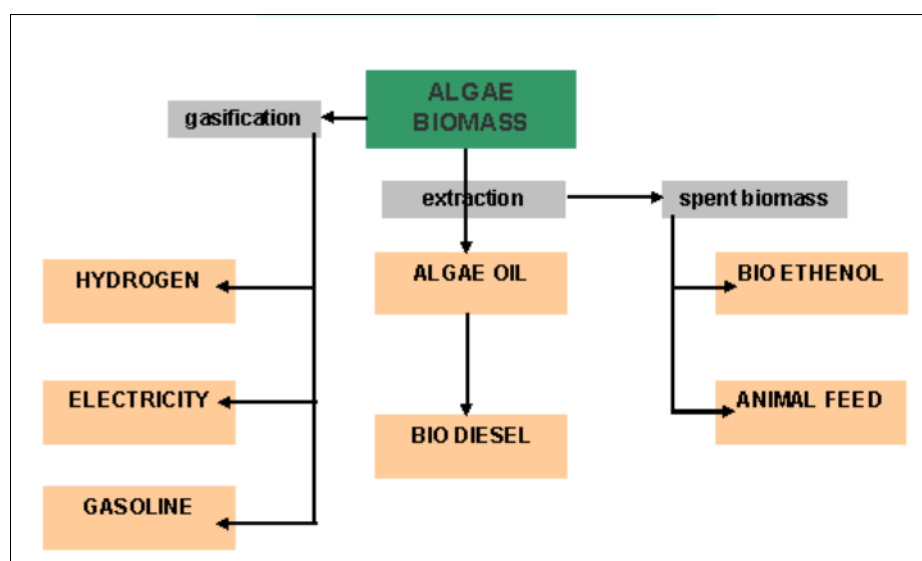 ALGAE
BIOMASS
gasification
extraction
spent biomass
HYDROGEN
ALGAE OIL
BIO ETHENOL
ELECTRICITY
BIO DIESEL
ANIMAL FEED
GASOLINE